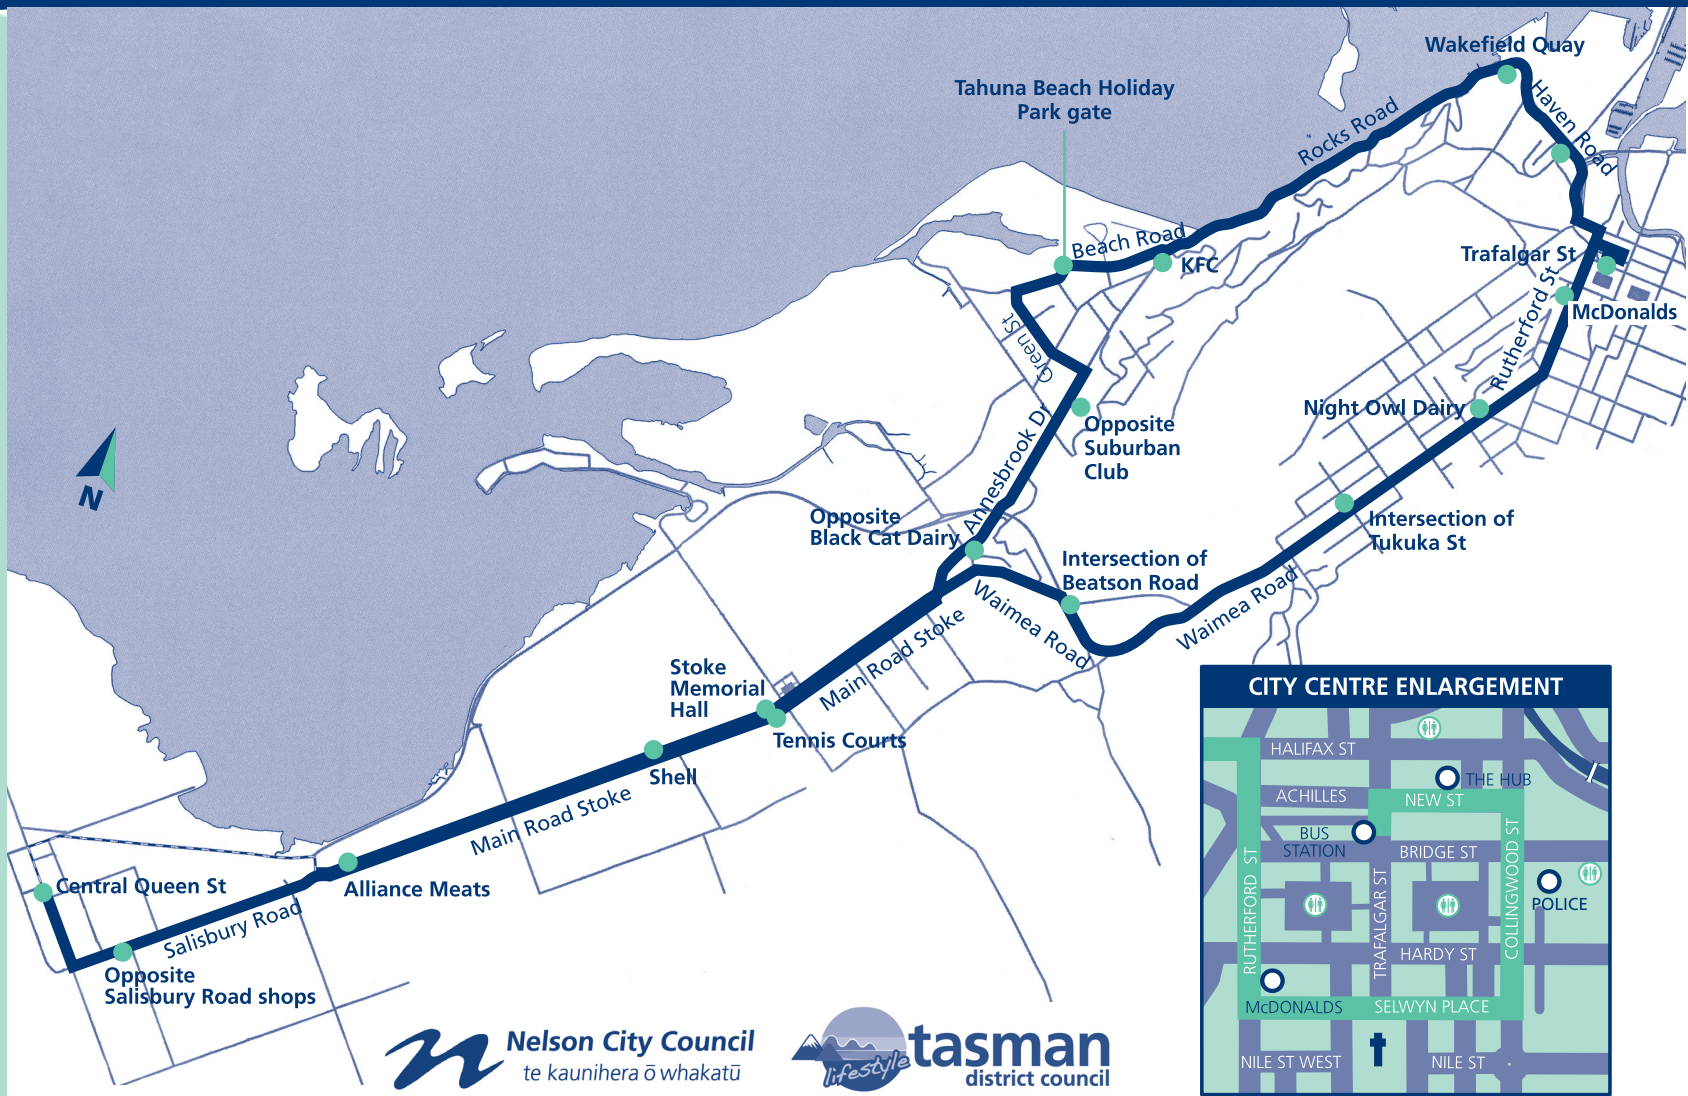 Wakefield Quay
Tahuna Beach Holiday
Park gate
Rocks Road
Haven Road
Beach Road
KFC
Trafalgar St
McDonalds
Rutherford St
Green St
Night Owl Dairy
Opposite
Suburban
Club
Annesbrook Dr
N
Opposite
Black Cat Dairy
Intersection of
Tukuka St
Intersection of
Beatson Road
Waimea Road
Waimea Road
Main Road Stoke
Stoke
Memorial
Hall
Tennis Courts
Shell
Main Road Stoke
Alliance Meats
Central Queen St
Salisbury Road
Opposite
Salisbury Road shops
Nelson City Council
te kaunihera ō whakatū
tasman
district council
lifestyle
CITY CENTRE ENLARGEMENT
HALIFAX ST
THE HUB
ACHILLES
NEW ST
BUS
STATION
BRIDGE ST
RUTHERFORD ST
TRAFALGAR ST
COLLINGWOOD ST
POLICE
HARDY ST
McDONALDS
SELWYN PLACE
NILE ST WEST
NILE ST